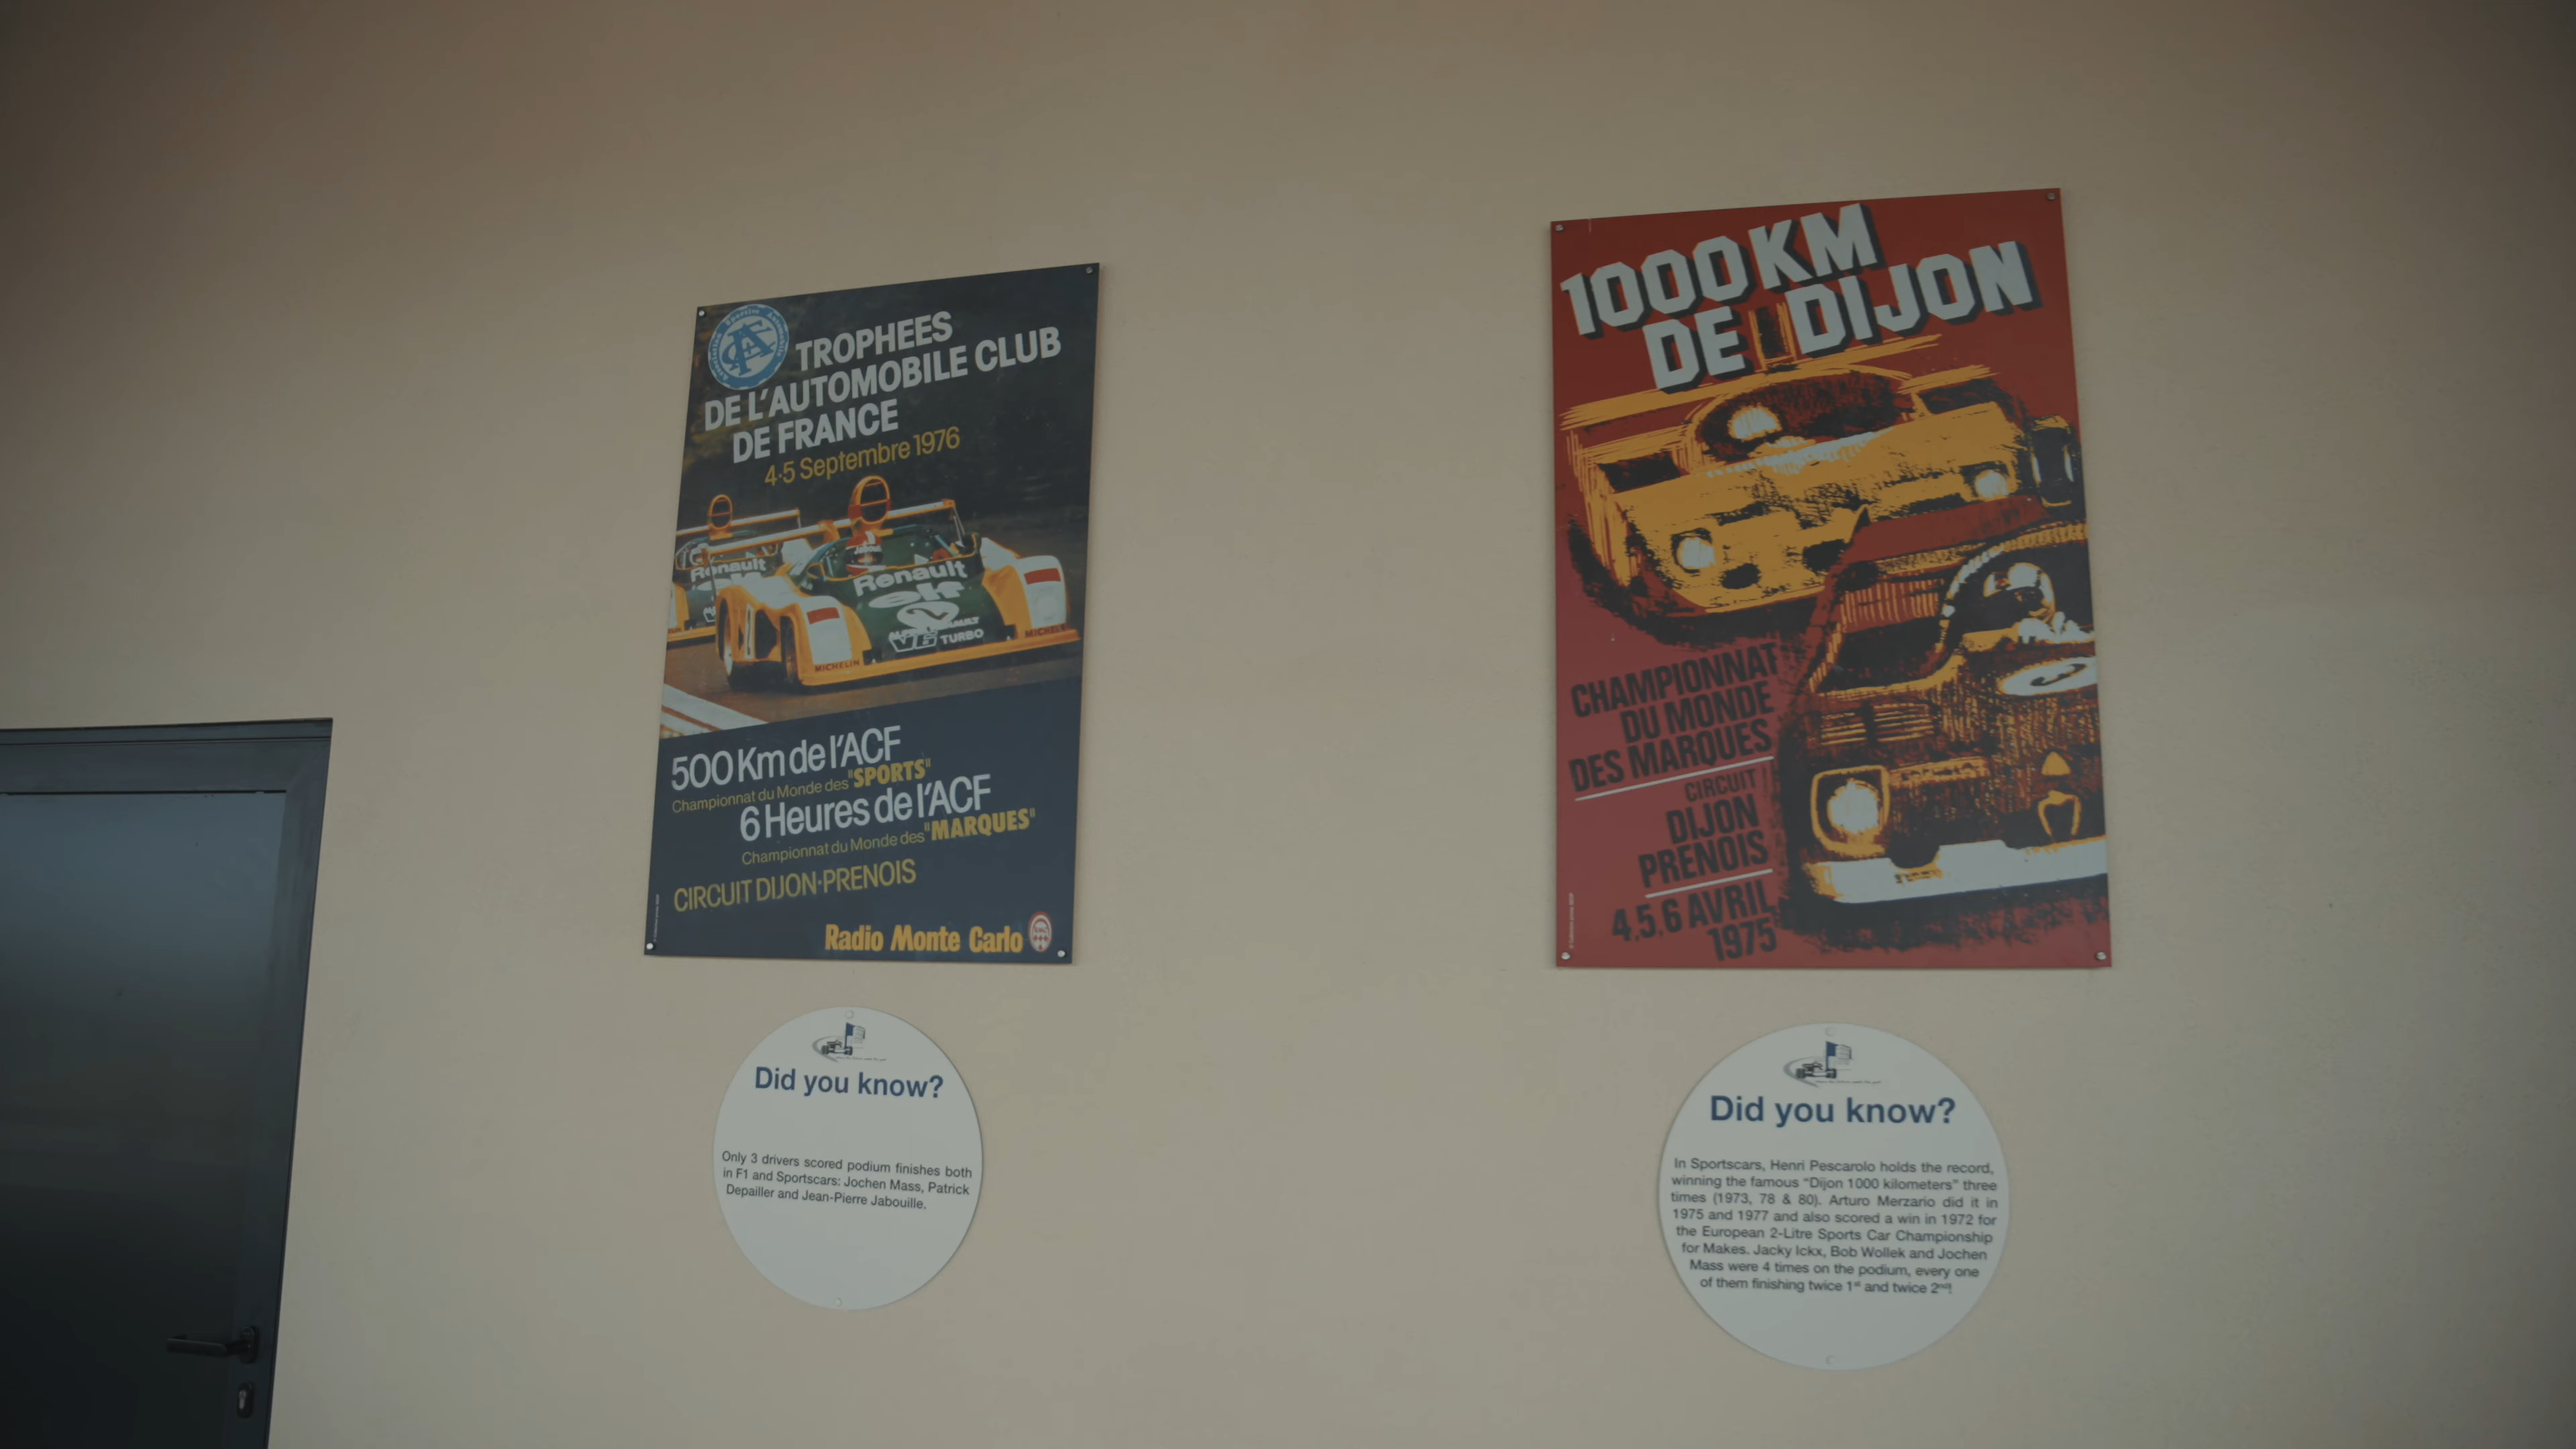 TROPHEES
DE L'AUTOMOBILE CLUB
DE FRANCE
4·5 Septembre 1976
Renault
elf
Renault
elf
2
V6 TURBO
MICHELIN
MICHELIN
500 Km de l'ACF
Championnat du Monde des "SPORTS"
6 Heures de l'ACF
Championnat du Monde des "MARQUES"
CIRCUIT DIJON·PRENOIS
Radio Monte Carlo
Did you know?
Only 3 drivers scored podium finishes both
in F1 and Sportscars: Jochen Mass, Patrick
Depailler and Jean-Pierre Jabouille.
1000 KM
DE DIJON
CHAMPIONNAT
DU MONDE
DES MARQUES
CIRCUIT
DIJON
PRENOIS
4,5,6 AVRIL
1975
Did you know?
In Sportscars, Henri Pescarolo holds the record,
winning the famous “Dijon 1000 kilometers” three
times (1973, 78 & 80). Arturo Merzario did it in
1975 and 1977 and also scored a win in 1972 for
the European 2-Litre Sports Car Championship
for Makes. Jacky Ickx, Bob Wollek and Jochen
Mass were 4 times on the podium, every one
of them finishing twice 1st and twice 2nd!